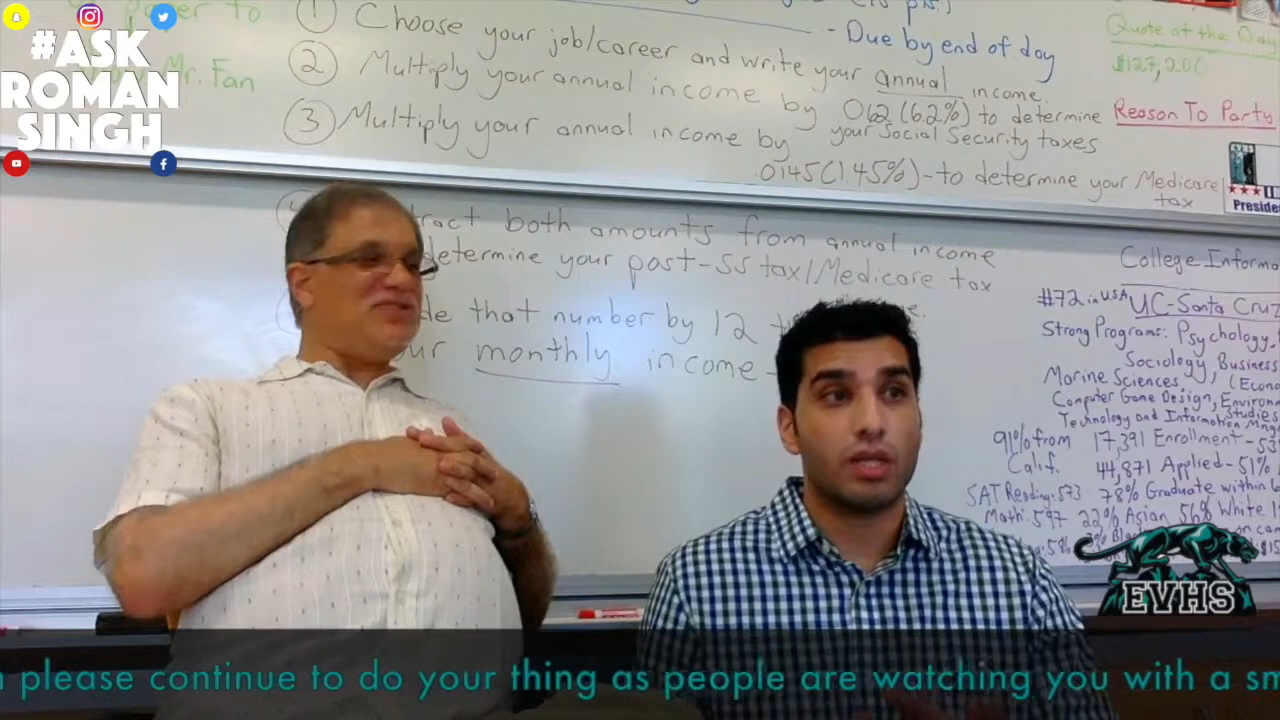 #ASK
ROMAN
SINGH
power to
Mr. Fan
① Choose your job/career and write your annual income.
- Due by end of day
② Multiply your annual income by .062 (6.2%) to determine
your Social Security taxes
③ Multiply your annual income by
.0145 (1.45%) - to determine your Medicare
tax
both amounts from annual income
determine your post-SS tax/Medicare tax
that number by 12
monthly income
Quote of the Day
$127,200
Reason To Party
College
#72 in USA UC-Santa Cruz
Strong Programs: Psychology,
Sociology, Business
Marine Sciences,
Computer Game Design,
Studies
Technology and Information
91% from 17,391 Enrollment -
Calif. 44,871 Applied - 51%
SAT Reading: 573 78% Graduate within
Math: 597 22% Asian 56% White
EVHS
please continue to do your thing as people are watching you with a